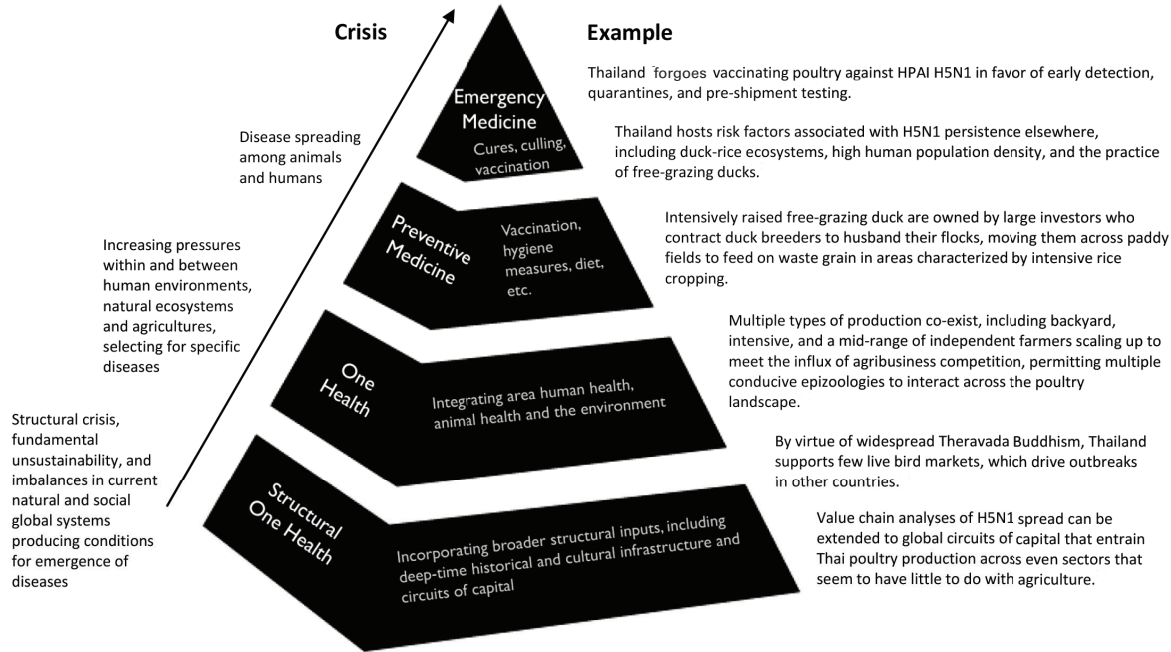 Crisis
Example
Disease spreading
among animals
and humans
Increasing pressures
within and between
human environments,
natural ecosystems
and agricultures,
selecting for specific
diseases
Structural crisis,
fundamental
unsustainability, and
imbalances in current
natural and social
global systems
producing conditions
for emergence of
diseases
Emergency
Medicine
Cures, culling,
vaccination
Preventive
Medicine
Vaccination,
hygiene
measures, diet,
etc.
One
Health
Integrating area human health,
animal health and the environment
Structural
One Health
Incorporating broader structural inputs, including
deep-time historical and cultural infrastructure and
circuits of capital
Thailand forgoes vaccinating poultry against HPAI H5N1 in favor of early detection,
quarantines, and pre-shipment testing.
Thailand hosts risk factors associated with H5N1 persistence elsewhere,
including duck-rice ecosystems, high human population density, and the practice
of free-grazing ducks.
Intensively raised free-grazing duck are owned by large investors who
contract duck breeders to husband their flocks, moving them across paddy
fields to feed on waste grain in areas characterized by intensive rice
cropping.
Multiple types of production co-exist, including backyard,
intensive, and a mid-range of independent farmers scaling up to
meet the influx of agribusiness competition, permitting multiple
conducive epizoologies to interact across the poultry
landscape.
By virtue of widespread Theravada Buddhism, Thailand
supports few live bird markets, which drive outbreaks
in other countries.
Value chain analyses of H5N1 spread can be
extended to global circuits of capital that entrain
Thai poultry production across even sectors that
seem to have little to do with agriculture.